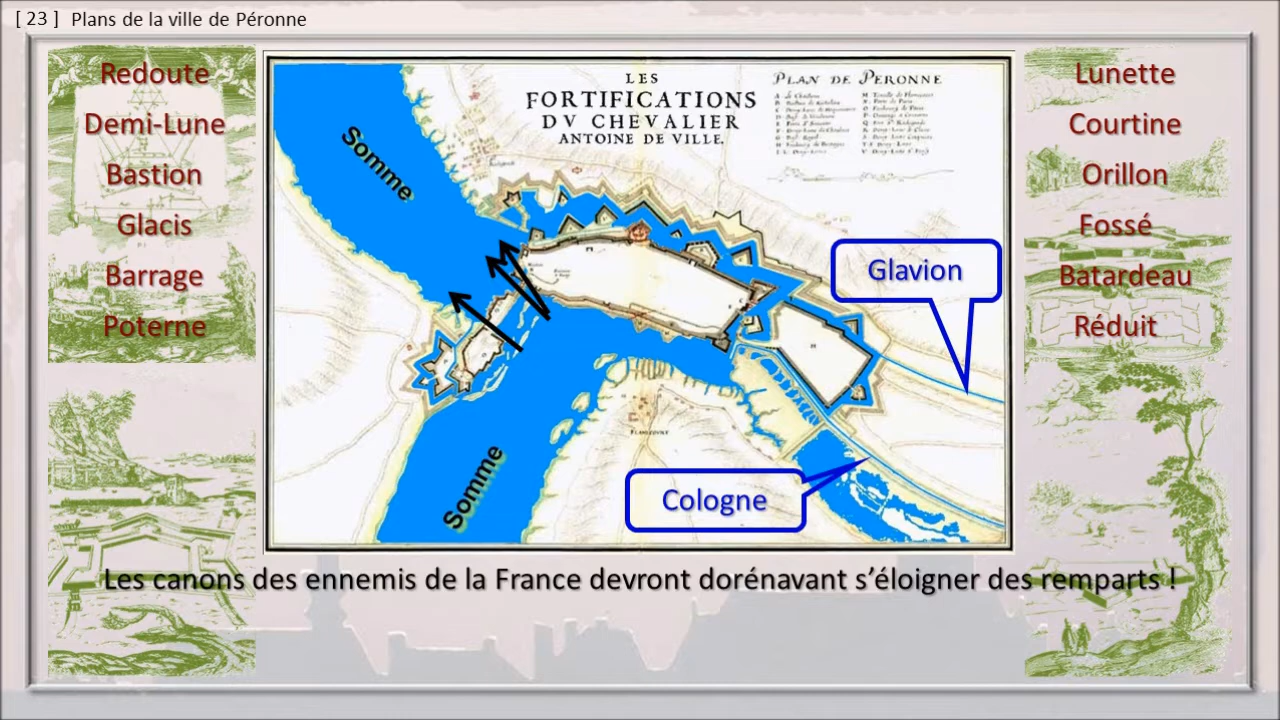 [ 23 ] Plans de la ville de Péronne
Redoute
Demi-Lune
Bastion
Glacis
Barrage
Poterne
LES
FORTIFICATIONS
DV CHEVALIER
ANTOINE DE VILLE.
PLAN DE PERONNE
Somme
Somme
Glavion
Cologne
Lunette
Courtine
Orillon
Fossé
Batardeau
Réduit
Les canons des ennemis de la France devront dorénavant s’éloigner des remparts !